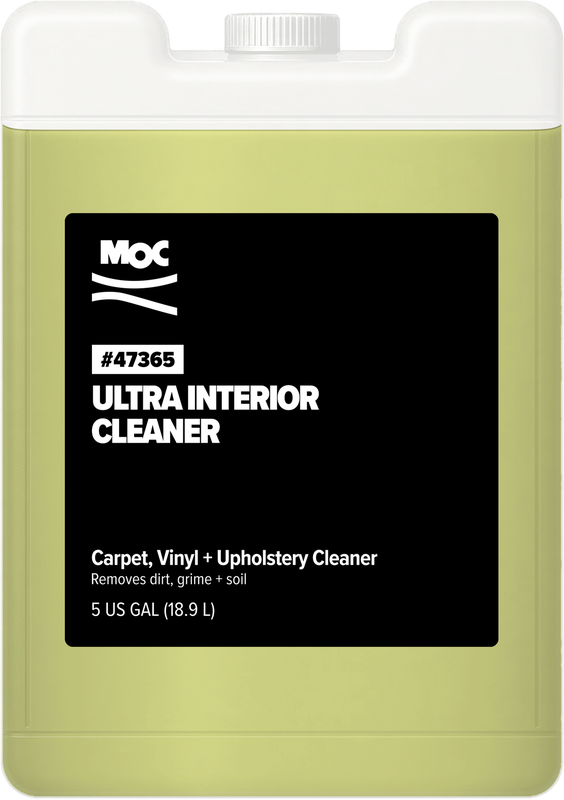 MOC
#47365
ULTRA INTERIOR
CLEANER
Carpet, Vinyl + Upholstery Cleaner
Removes dirt, grime + soil
5 US GAL (18.9 L)